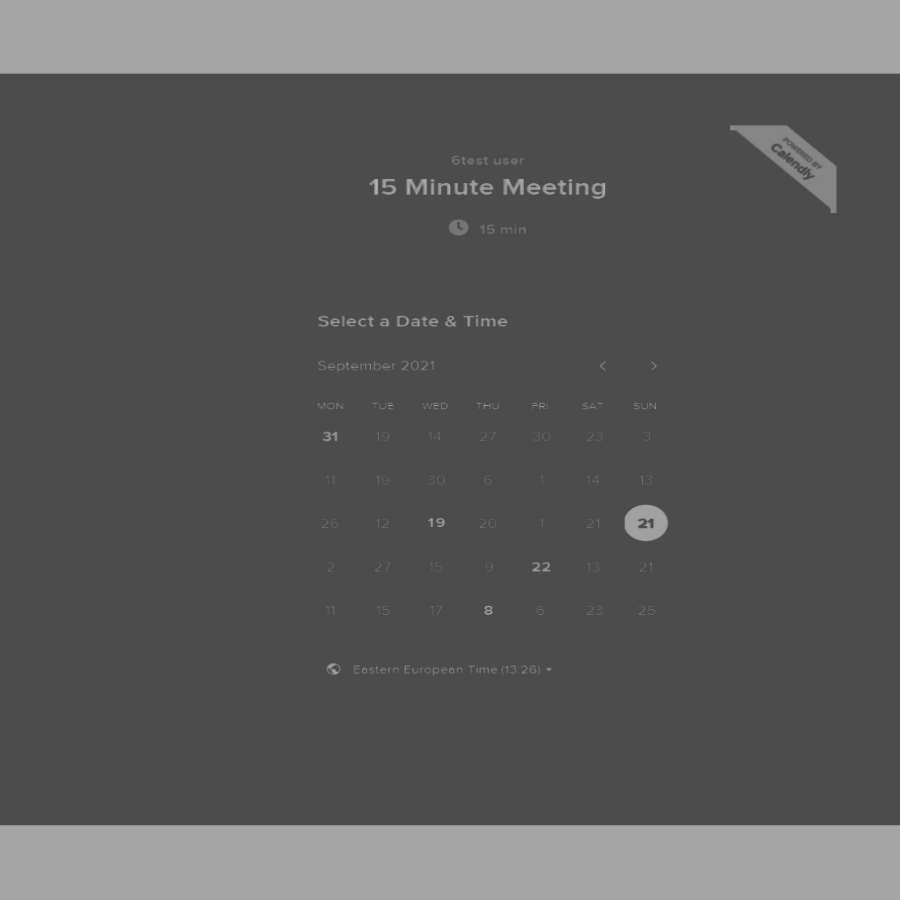 POWERED BY
Calendly
6test user
15 Minute Meeting
15 min
Select a Date & Time
September 2021
MON TUE WED THU FRI SAT SUN
31 19 14 27 30 23 3
11 19 30 6 1 14 13
26 12 19 20 1 21 21
2 27 15 9 22 13 21
11 15 17 8 6 23 25
Eastern European Time (13:26)